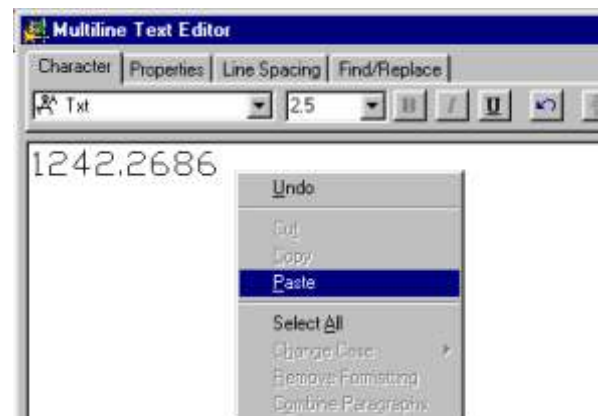 Multiline Text Editor
Character Properties Line Spacing Find/Replace
Txt 2.5 B I U
1242.2686
Undo
Cut
Copy
Paste
Select All
Change Case
Remove Formatting
Combine Paragraphs